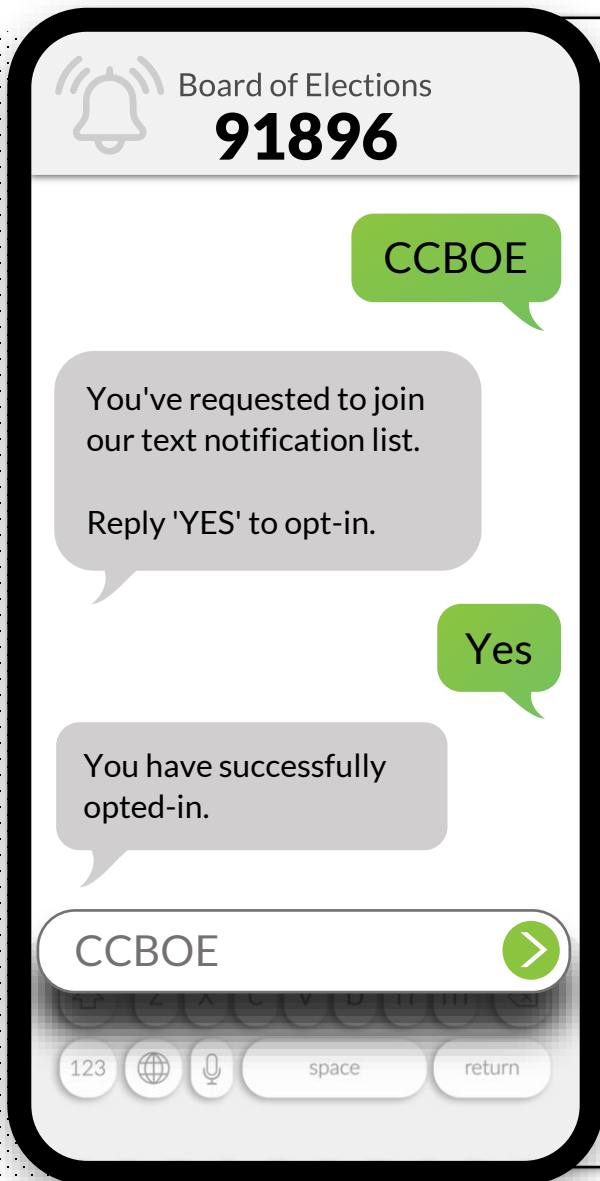 Board of Elections
91896
CCBOE
You've requested to join
our text notification list.
Reply 'YES' to opt-in.
Yes
You have successfully
opted-in.
CCBOE
z x c v b n m
123 space return